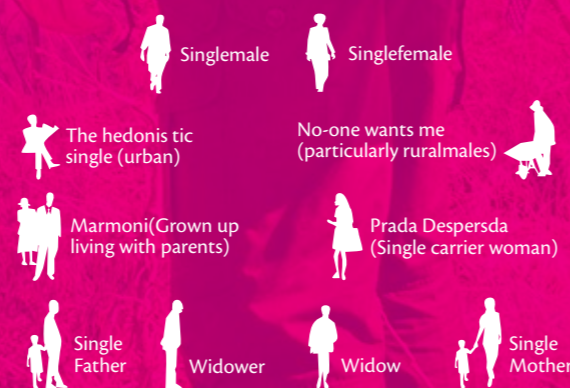 Singlemale
Singlefemale
The hedonis tic
single (urban)
No-one wants me
(particularly ruralmales)
Marmoni(Grown up
living with parents)
Prada Despersda
(Single carrier woman)
Single
Father
Widower
Widow
Single
Mother